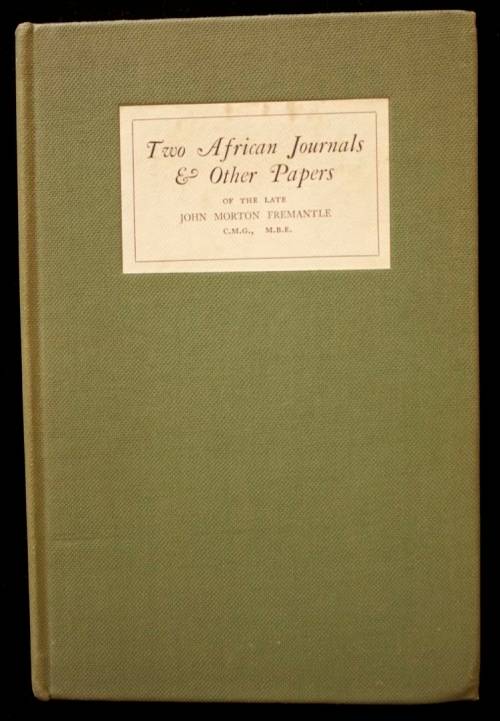 Two African Journals
& Other Papers
OF THE LATE
JOHN MORTON FREMANTLE
C.M.G., M.B.E.